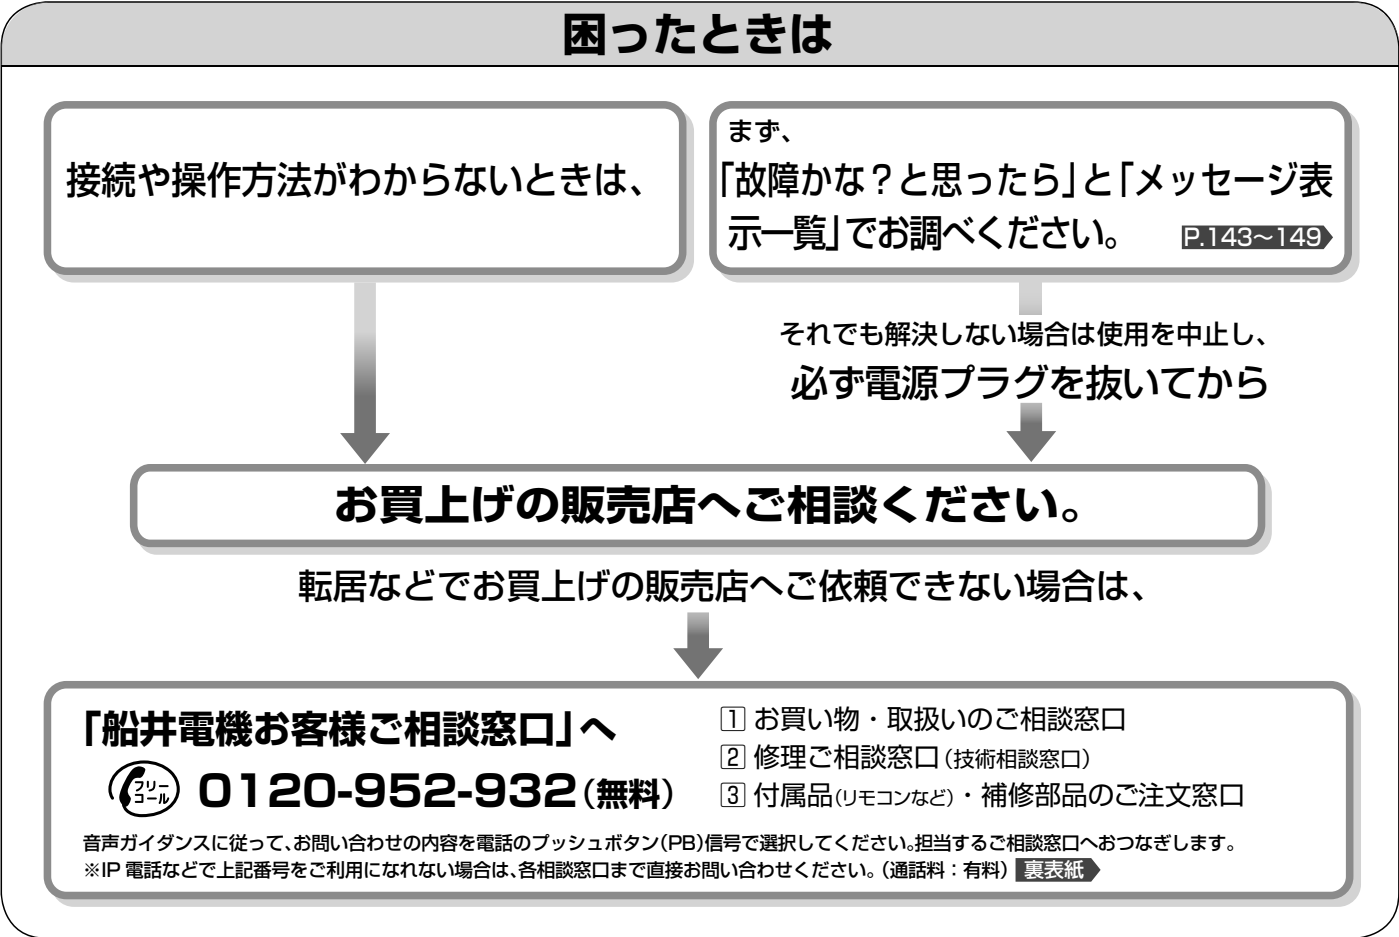 困ったときは
接続や操作方法がわからないときは、
まず、
「故障かな？と思ったら」と「メッセージ表
示一覧」でお調べください。 P.143～149
それでも解決しない場合は使用を中止し、
必ず電源プラグを抜いてから
お買上げの販売店へご相談ください。
転居などでお買上げの販売店へご依頼できない場合は、
「船井電機お客様ご相談窓口」へ
フリーコール 0120-952-932（無料）
1 お買い物・取扱いのご相談窓口
2 修理ご相談窓口（技術相談窓口）
3 付属品（リモコンなど）・補修部品のご注文窓口
音声ガイダンスに従って、お問い合わせの内容を電話のプッシュボタン（PB）信号で選択してください。担当するご相談窓口へおつなぎします。
※IP 電話などで上記番号をご利用になれない場合は、各相談窓口まで直接お問い合わせください。（通話料：有料） 裏表紙